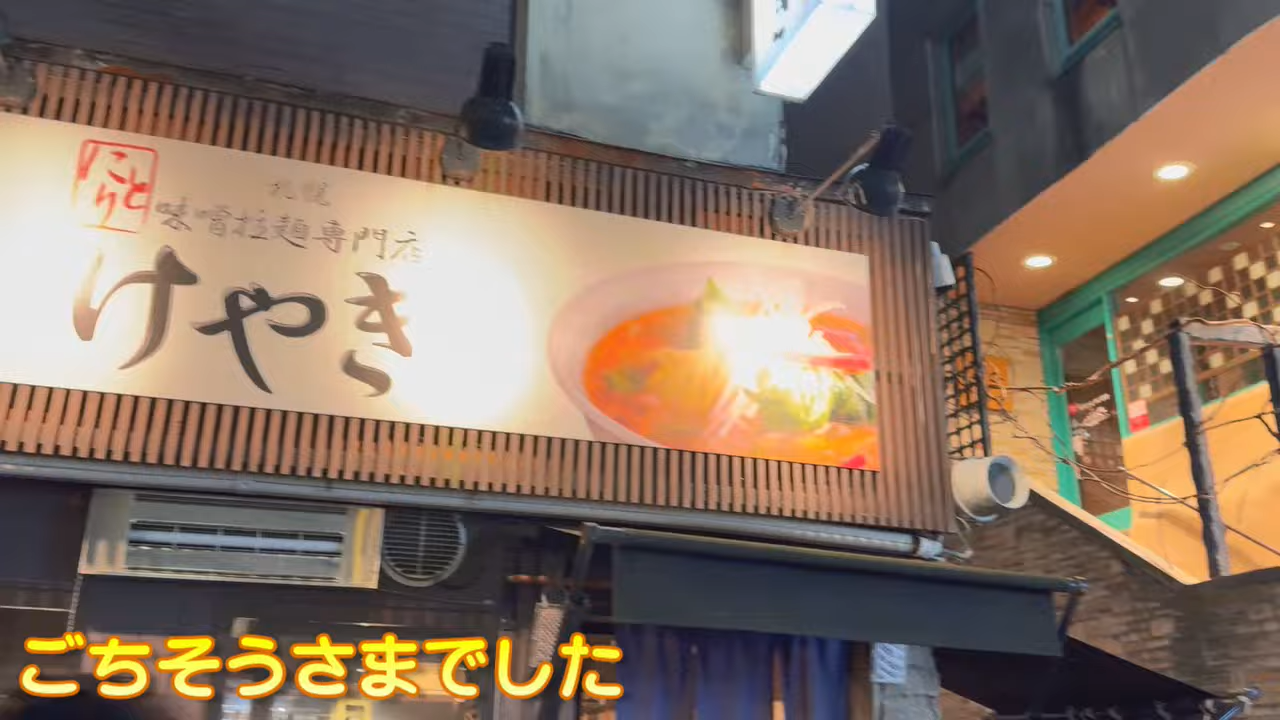 にとり
札幌
味噌拉麺専門店
けやき
ごちそうさまでした